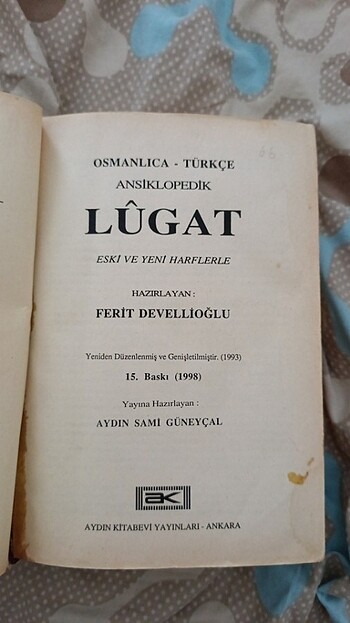 OSMANLICA - TÜRKÇE
ANSİKLOPEDİK
LÛGAT
ESKİ VE YENİ HARFLERLE
HAZIRLAYAN :
FERİT DEVELLİOĞLU
Yeniden Düzenlenmiş ve Genişletilmiştir. (1993)
15. Baskı (1998)
Yayına Hazırlayan :
AYDIN SAMİ GÜNEYÇAL
ak
AYDIN KİTABEVİ YAYINLARI - ANKARA